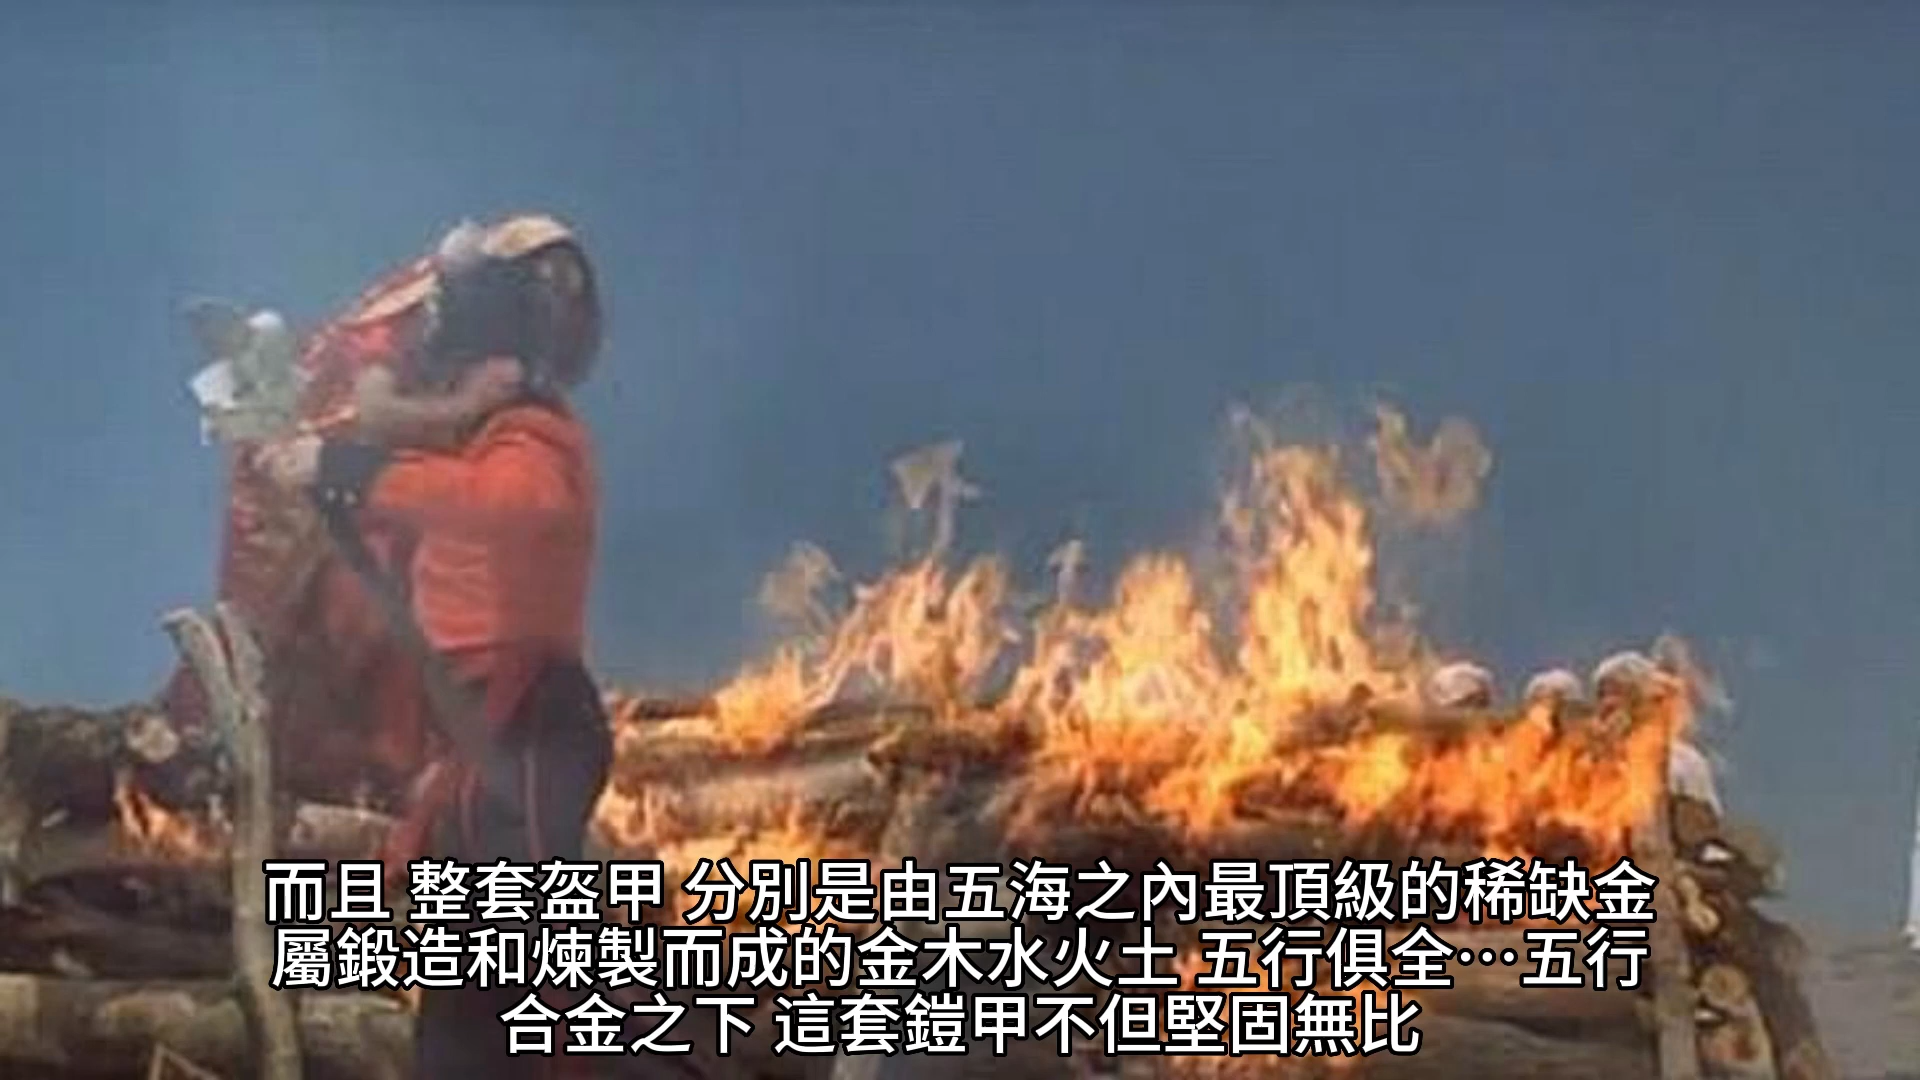 而且 整套盔甲 分別是由五海之內最頂級的稀缺金
屬鍛造和煉製而成的金木水火土 五行俱全…五行
合金之下 這套鎧甲不但堅固無比